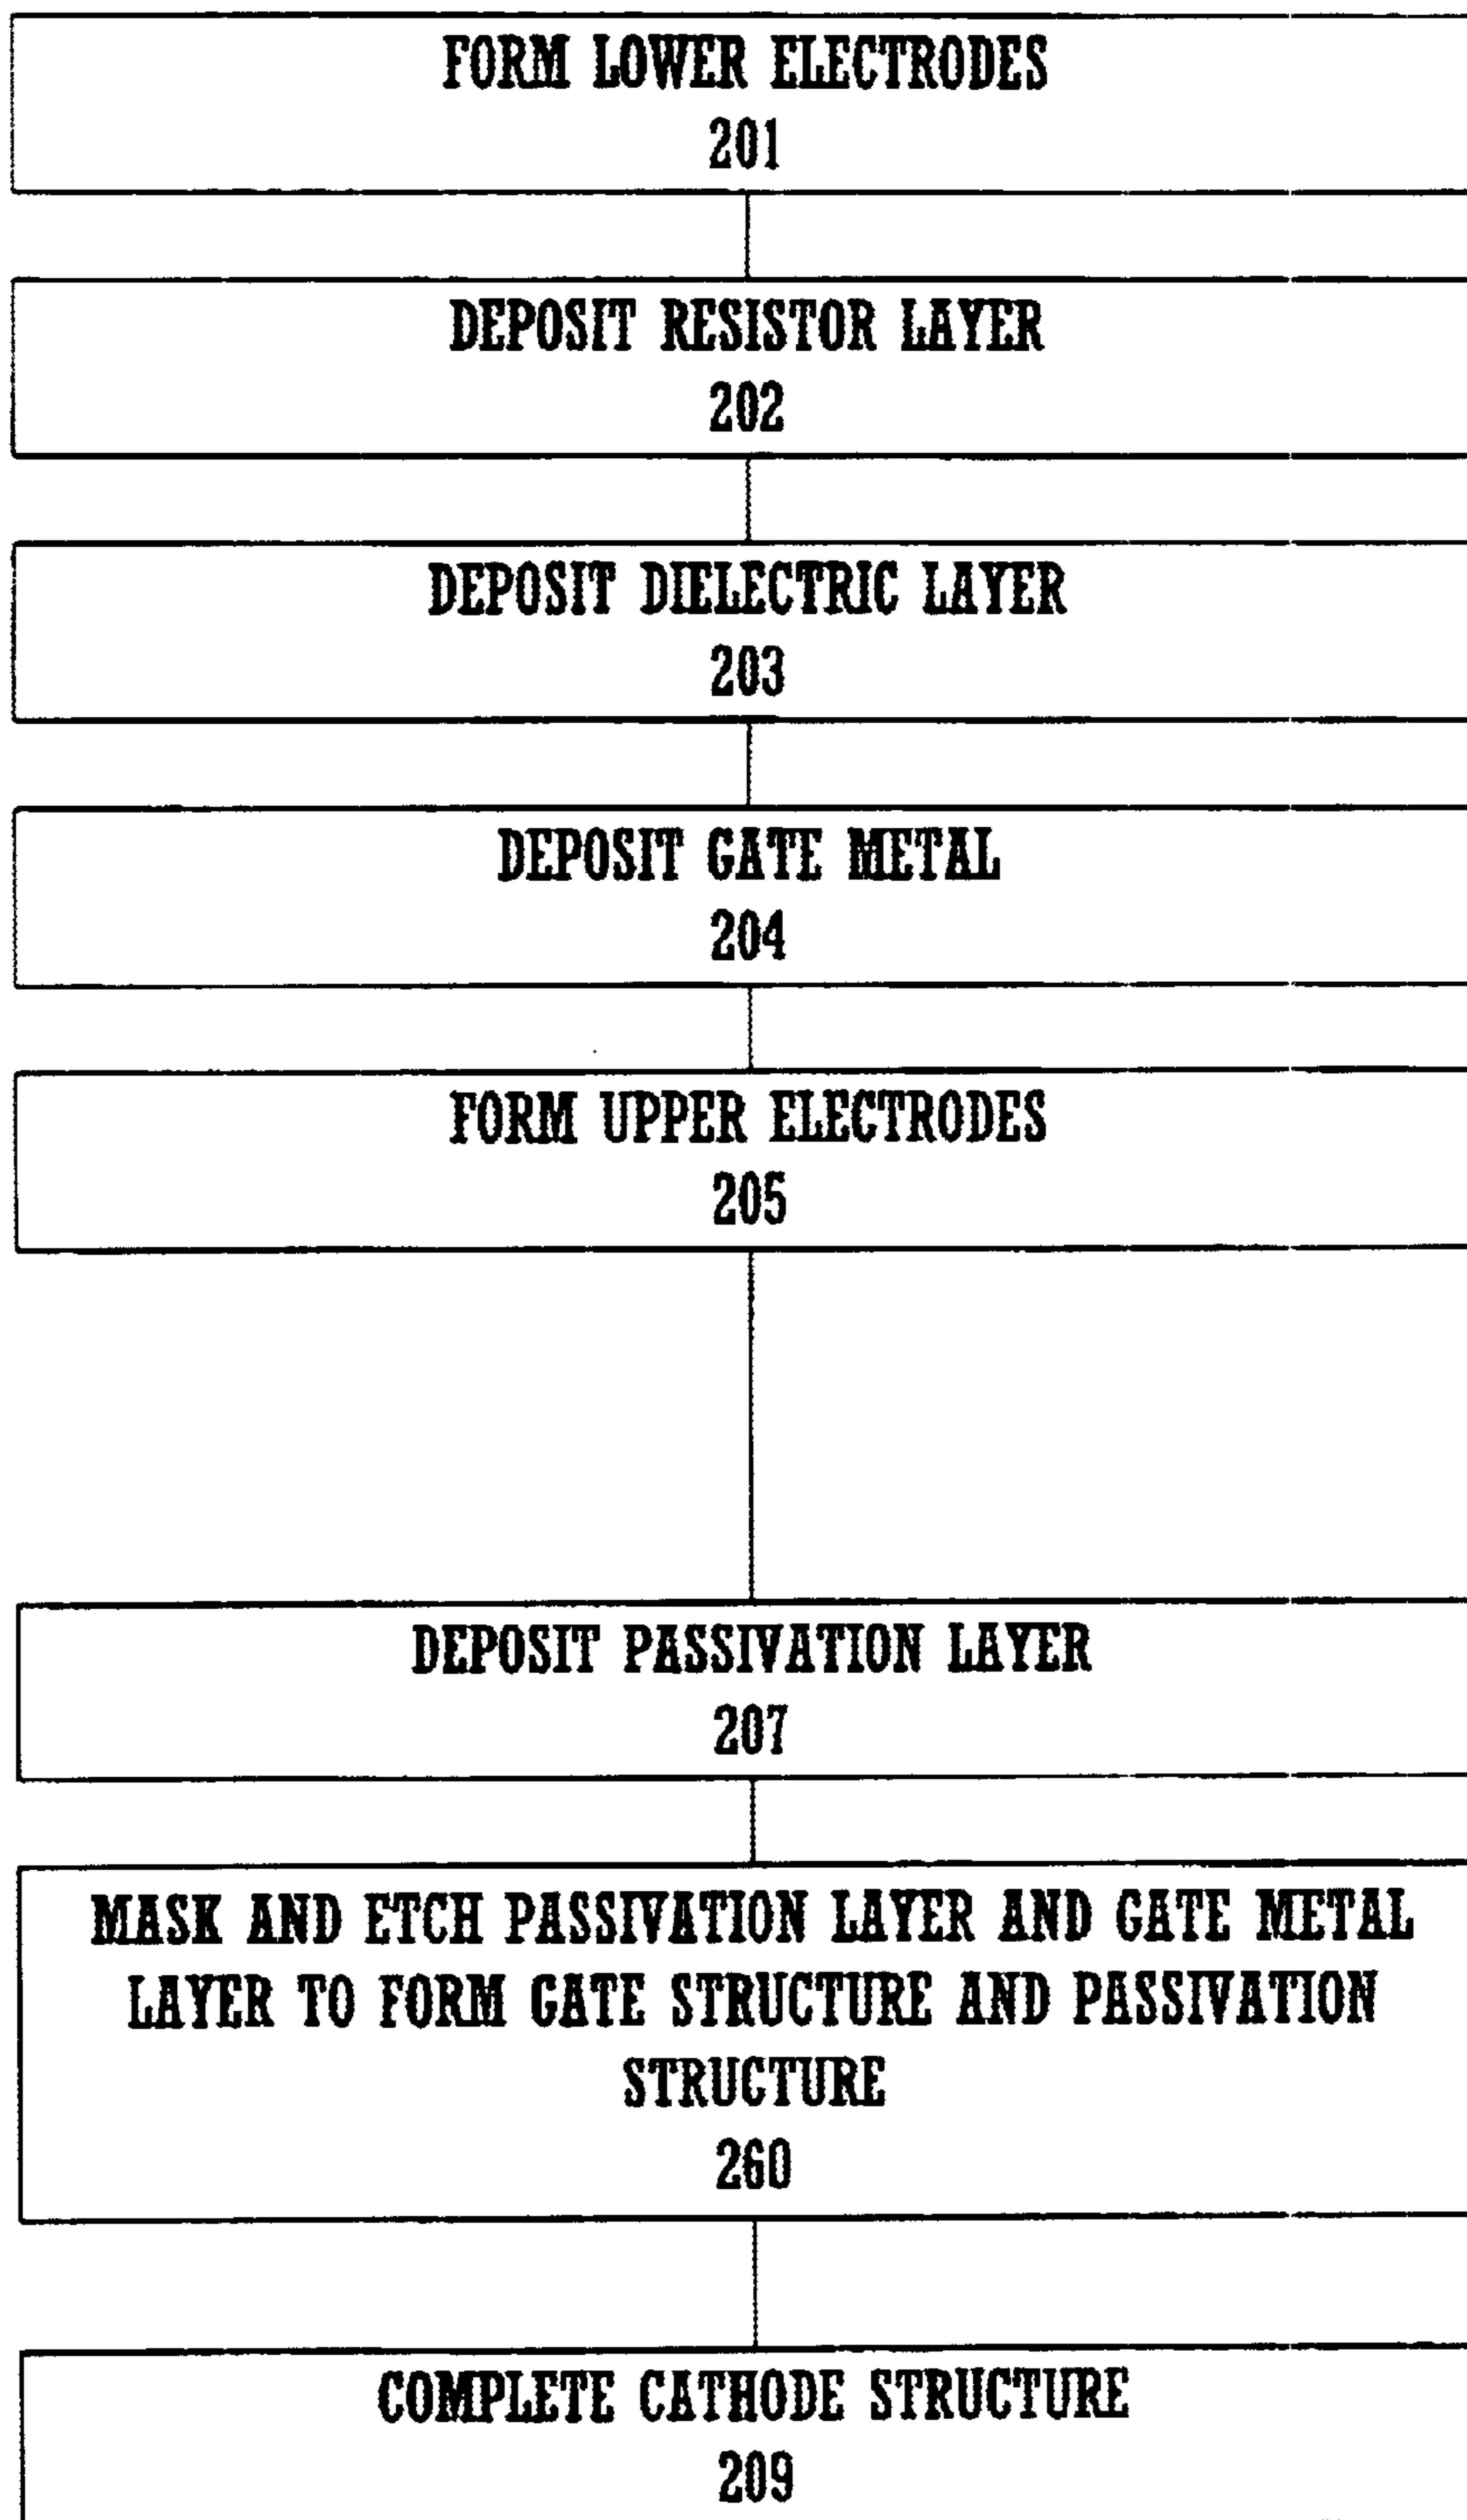 FORM LOWER ELECTRODES
201
DEPOSIT RESISTOR LAYER
202
DEPOSIT DIELECTRIC LAYER
203
DEPOSIT GATE METAL
204
FORM UPPER ELECTRODES
205
DEPOSIT PASSIVATION LAYER
207
MASK AND ETCH PASSIVATION LAYER AND GATE METAL
LAYER TO FORM GATE STRUCTURE AND PASSIVATION
STRUCTURE
260
COMPLETE CATHODE STRUCTURE
209